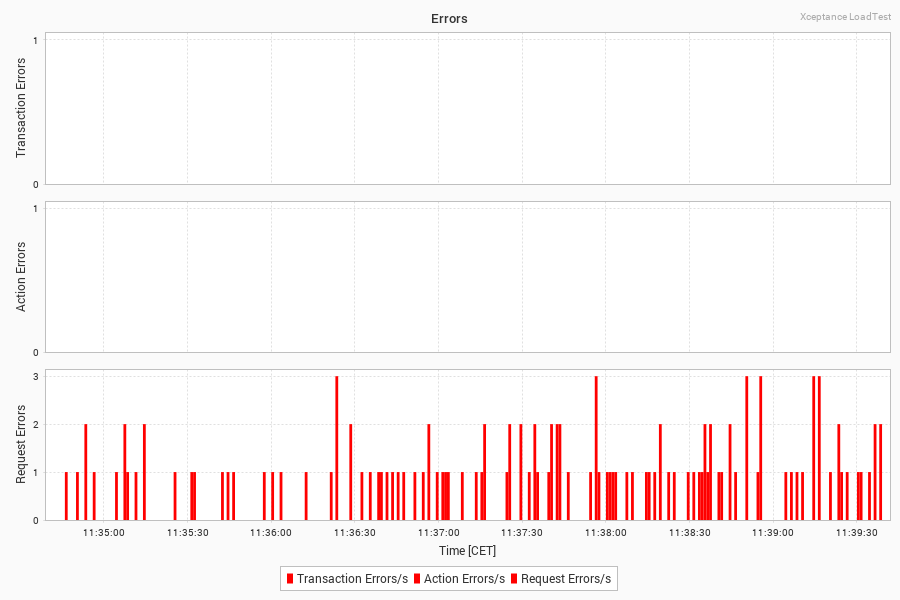 Errors
Xceptance LoadTest
1
Transaction Errors
0
1
Action Errors
0
3
2
Request Errors
1
0
11:35:00 11:35:30 11:36:00 11:36:30 11:37:00 11:37:30 11:38:00 11:38:30 11:39:00 11:39:30
Time [CET]
Transaction Errors/s Action Errors/s Request Errors/s